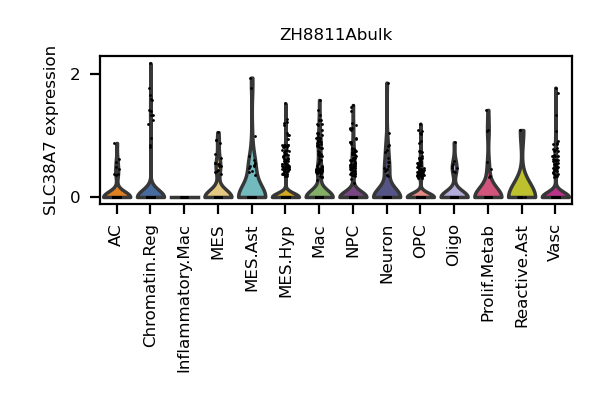 ZH8811Abulk
SLC38A7 expression
2
0
AC
Chromatin.Reg
Inflammatory.Mac
MES
MES.Ast
MES.Hyp
Mac
NPC
Neuron
OPC
Oligo
Prolif.Metab
Reactive.Ast
Vasc